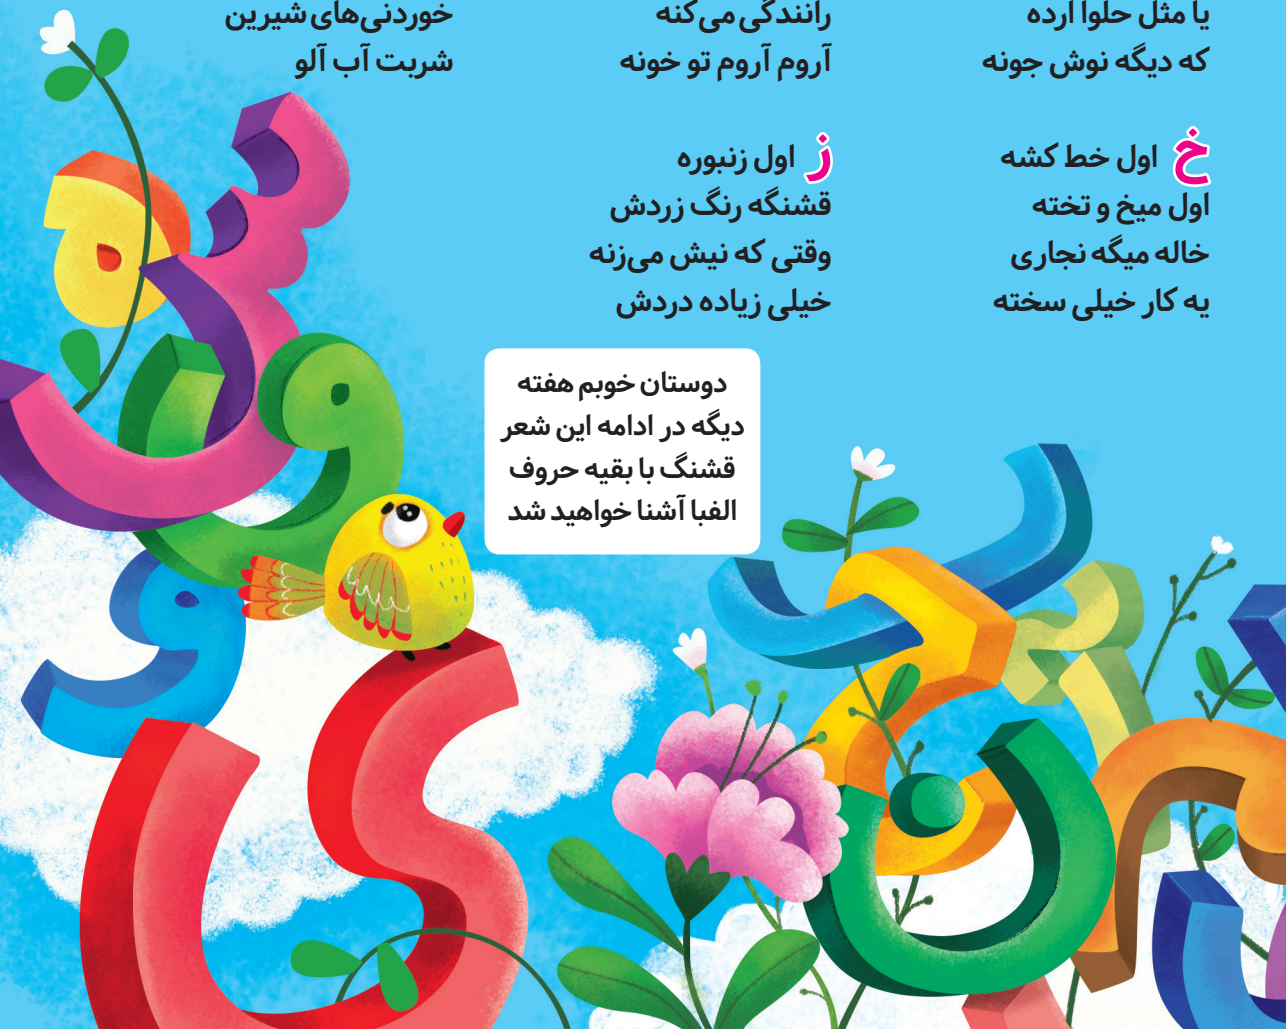 یا مثل حلوا ارده
که دیگه نوش جونه
خ اول خط کشه
اول میخ و تخته
خاله میگه نجاری
یه کار خیلی سخته
رانندگی می‌کنه
آروم آروم تو خونه
ز اول زنبوره
قشنگه رنگ زردش
وقتی که نیش می‌زنه
خیلی زیاده دردش
خوردنی‌های شیرین
شربت آب آلو
دوستان خوبم هفته
دیگه در ادامه این شعر
قشنگ با بقیه حروف
الفبا آشنا خواهید شد